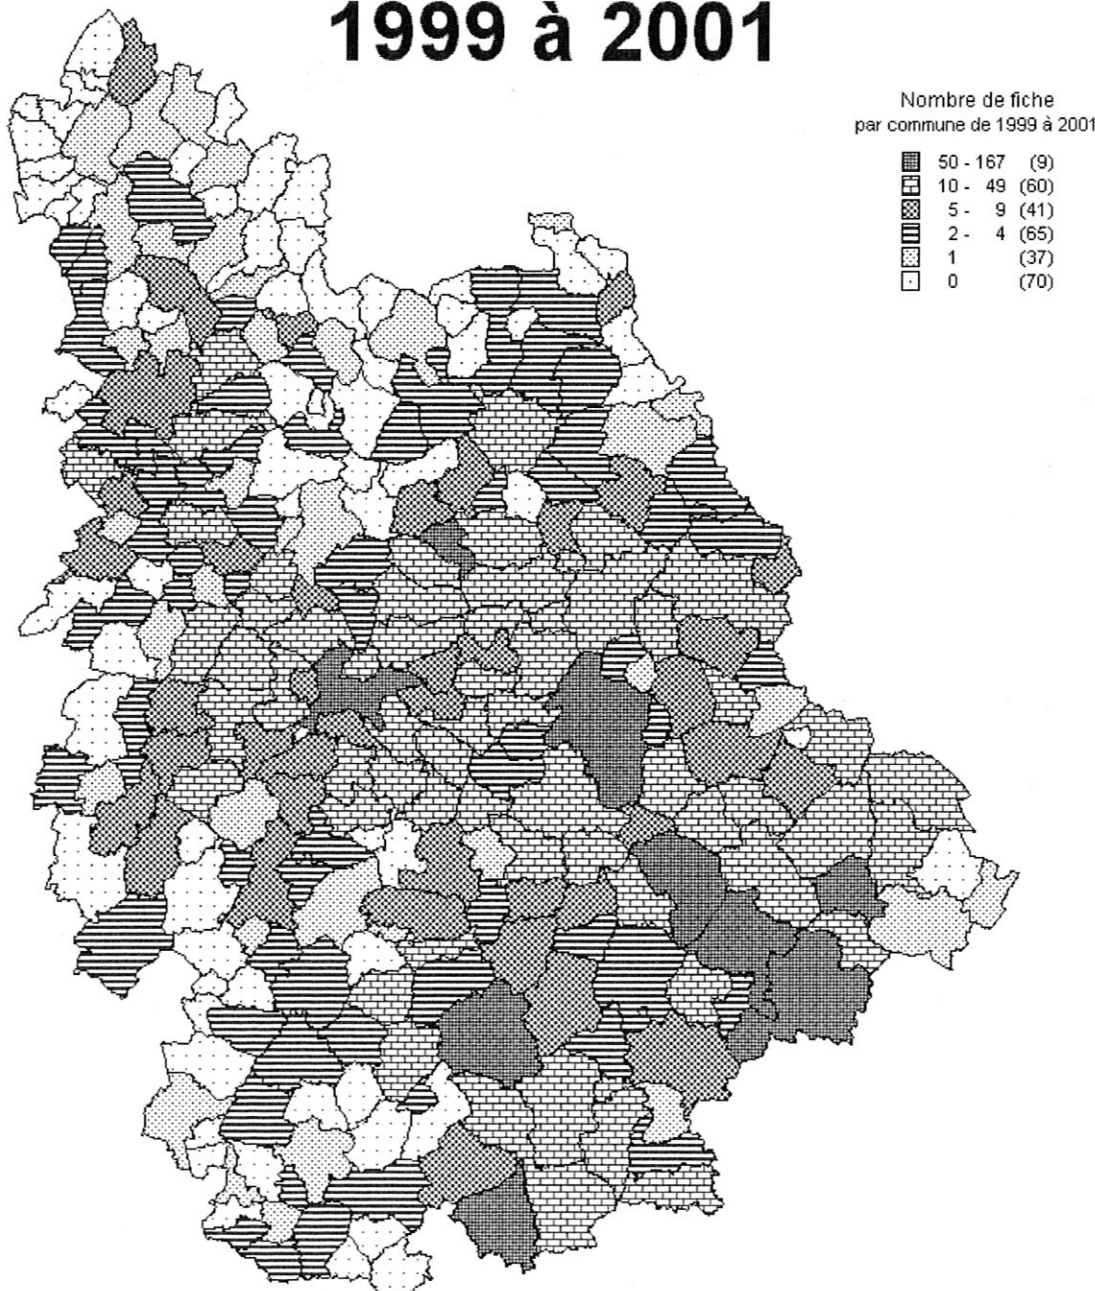 1999 à 2001
Nombre de fiche
par commune de 1999 à 2001
50 - 167 (9)
10 - 49 (60)
5 - 9 (41)
2 - 4 (65)
1 (37)
0 (70)